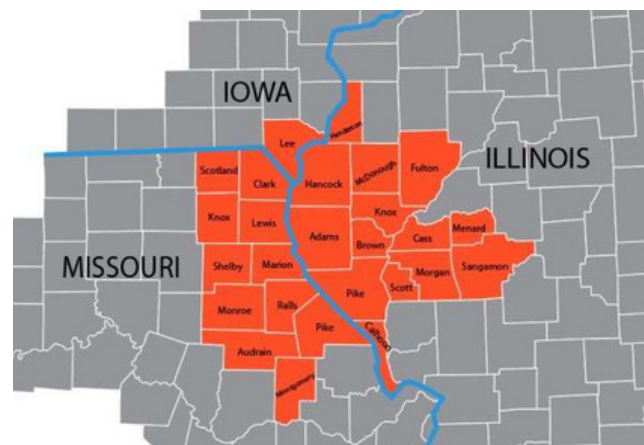 IOWA
Henderson
Lee
ILLINOIS
Scotland
Clark
Hancock
McDonough
Fulton
Knox
Lewis
Knox
Adams
Brown
Cass
Menard
MISSOURI
Shelby
Marion
Pike
Scott
Morgan
Sangamon
Monroe
Ralls
Pike
Calhoun
Audrain
Montgomery